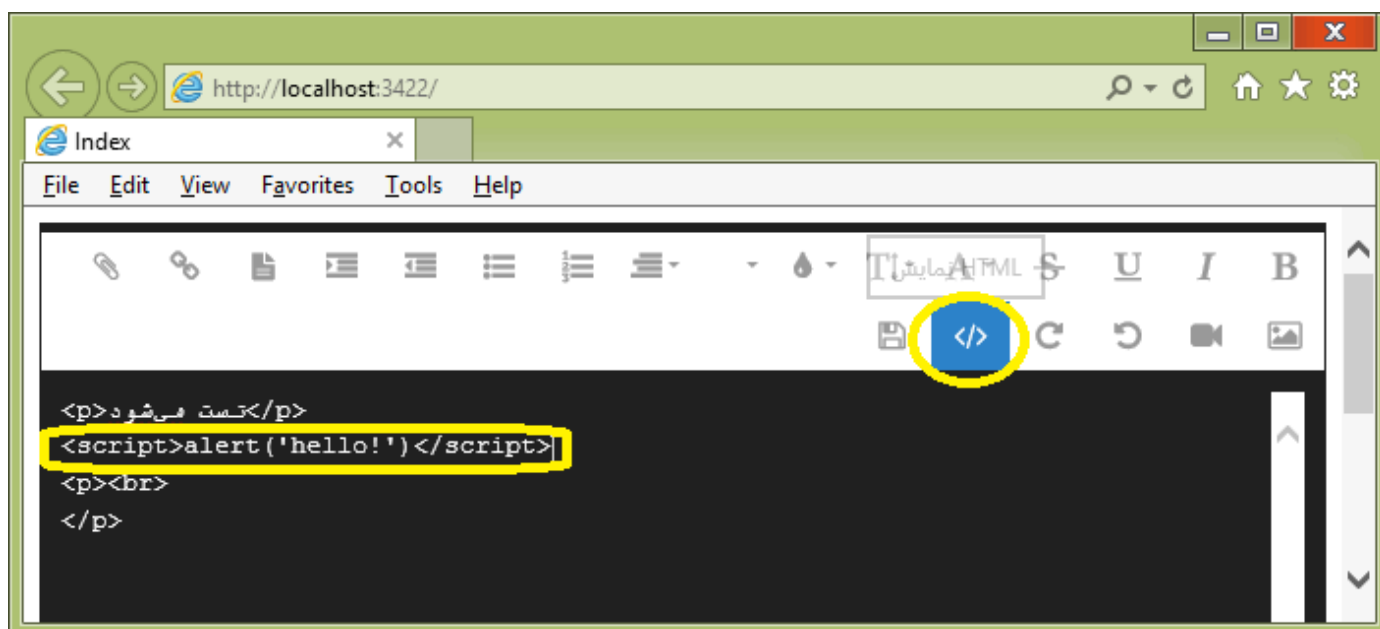 http://localhost:3422/
Index
File Edit View Favorites Tools Help
نمایش HTML
<p>تست می‌شود</p>
<script>alert('hello!')</script>
<p><br>
</p>